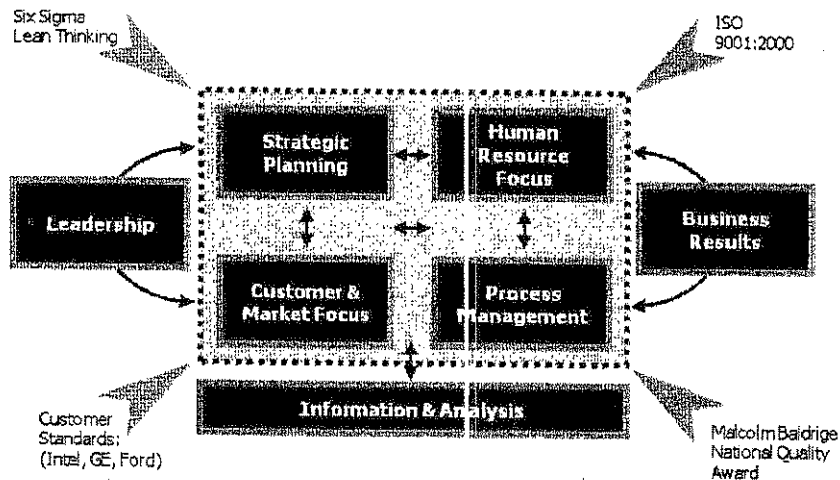 Six Sigma
Lean Thinking
ISO
9001:2000
Strategic
Planning
Human
Resource
Focus
Leadership
Business
Results
Customer &
Market Focus
Process
Management
Information & Analysis
Customer
Standards:
(Intel, GE, Ford)
Malcolm Baldrige
National Quality
Award